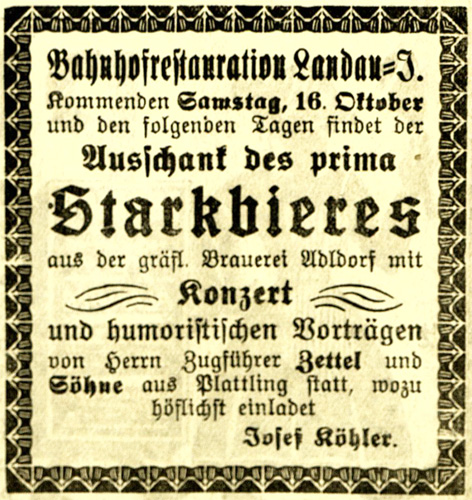 Bahnhofrestauration Landau=I.
Kommenden Samstag, 16. Oktober
und den folgenden Tagen findet der
Ausschank des prima
Starkbieres
aus der gräfl. Brauerei Adldorf mit
Konzert
und humoristischen Vorträgen
von Herrn Zugführer Zettel und
Söhne aus Plattling statt, wozu
höflichst einladet
Josef Köhler.